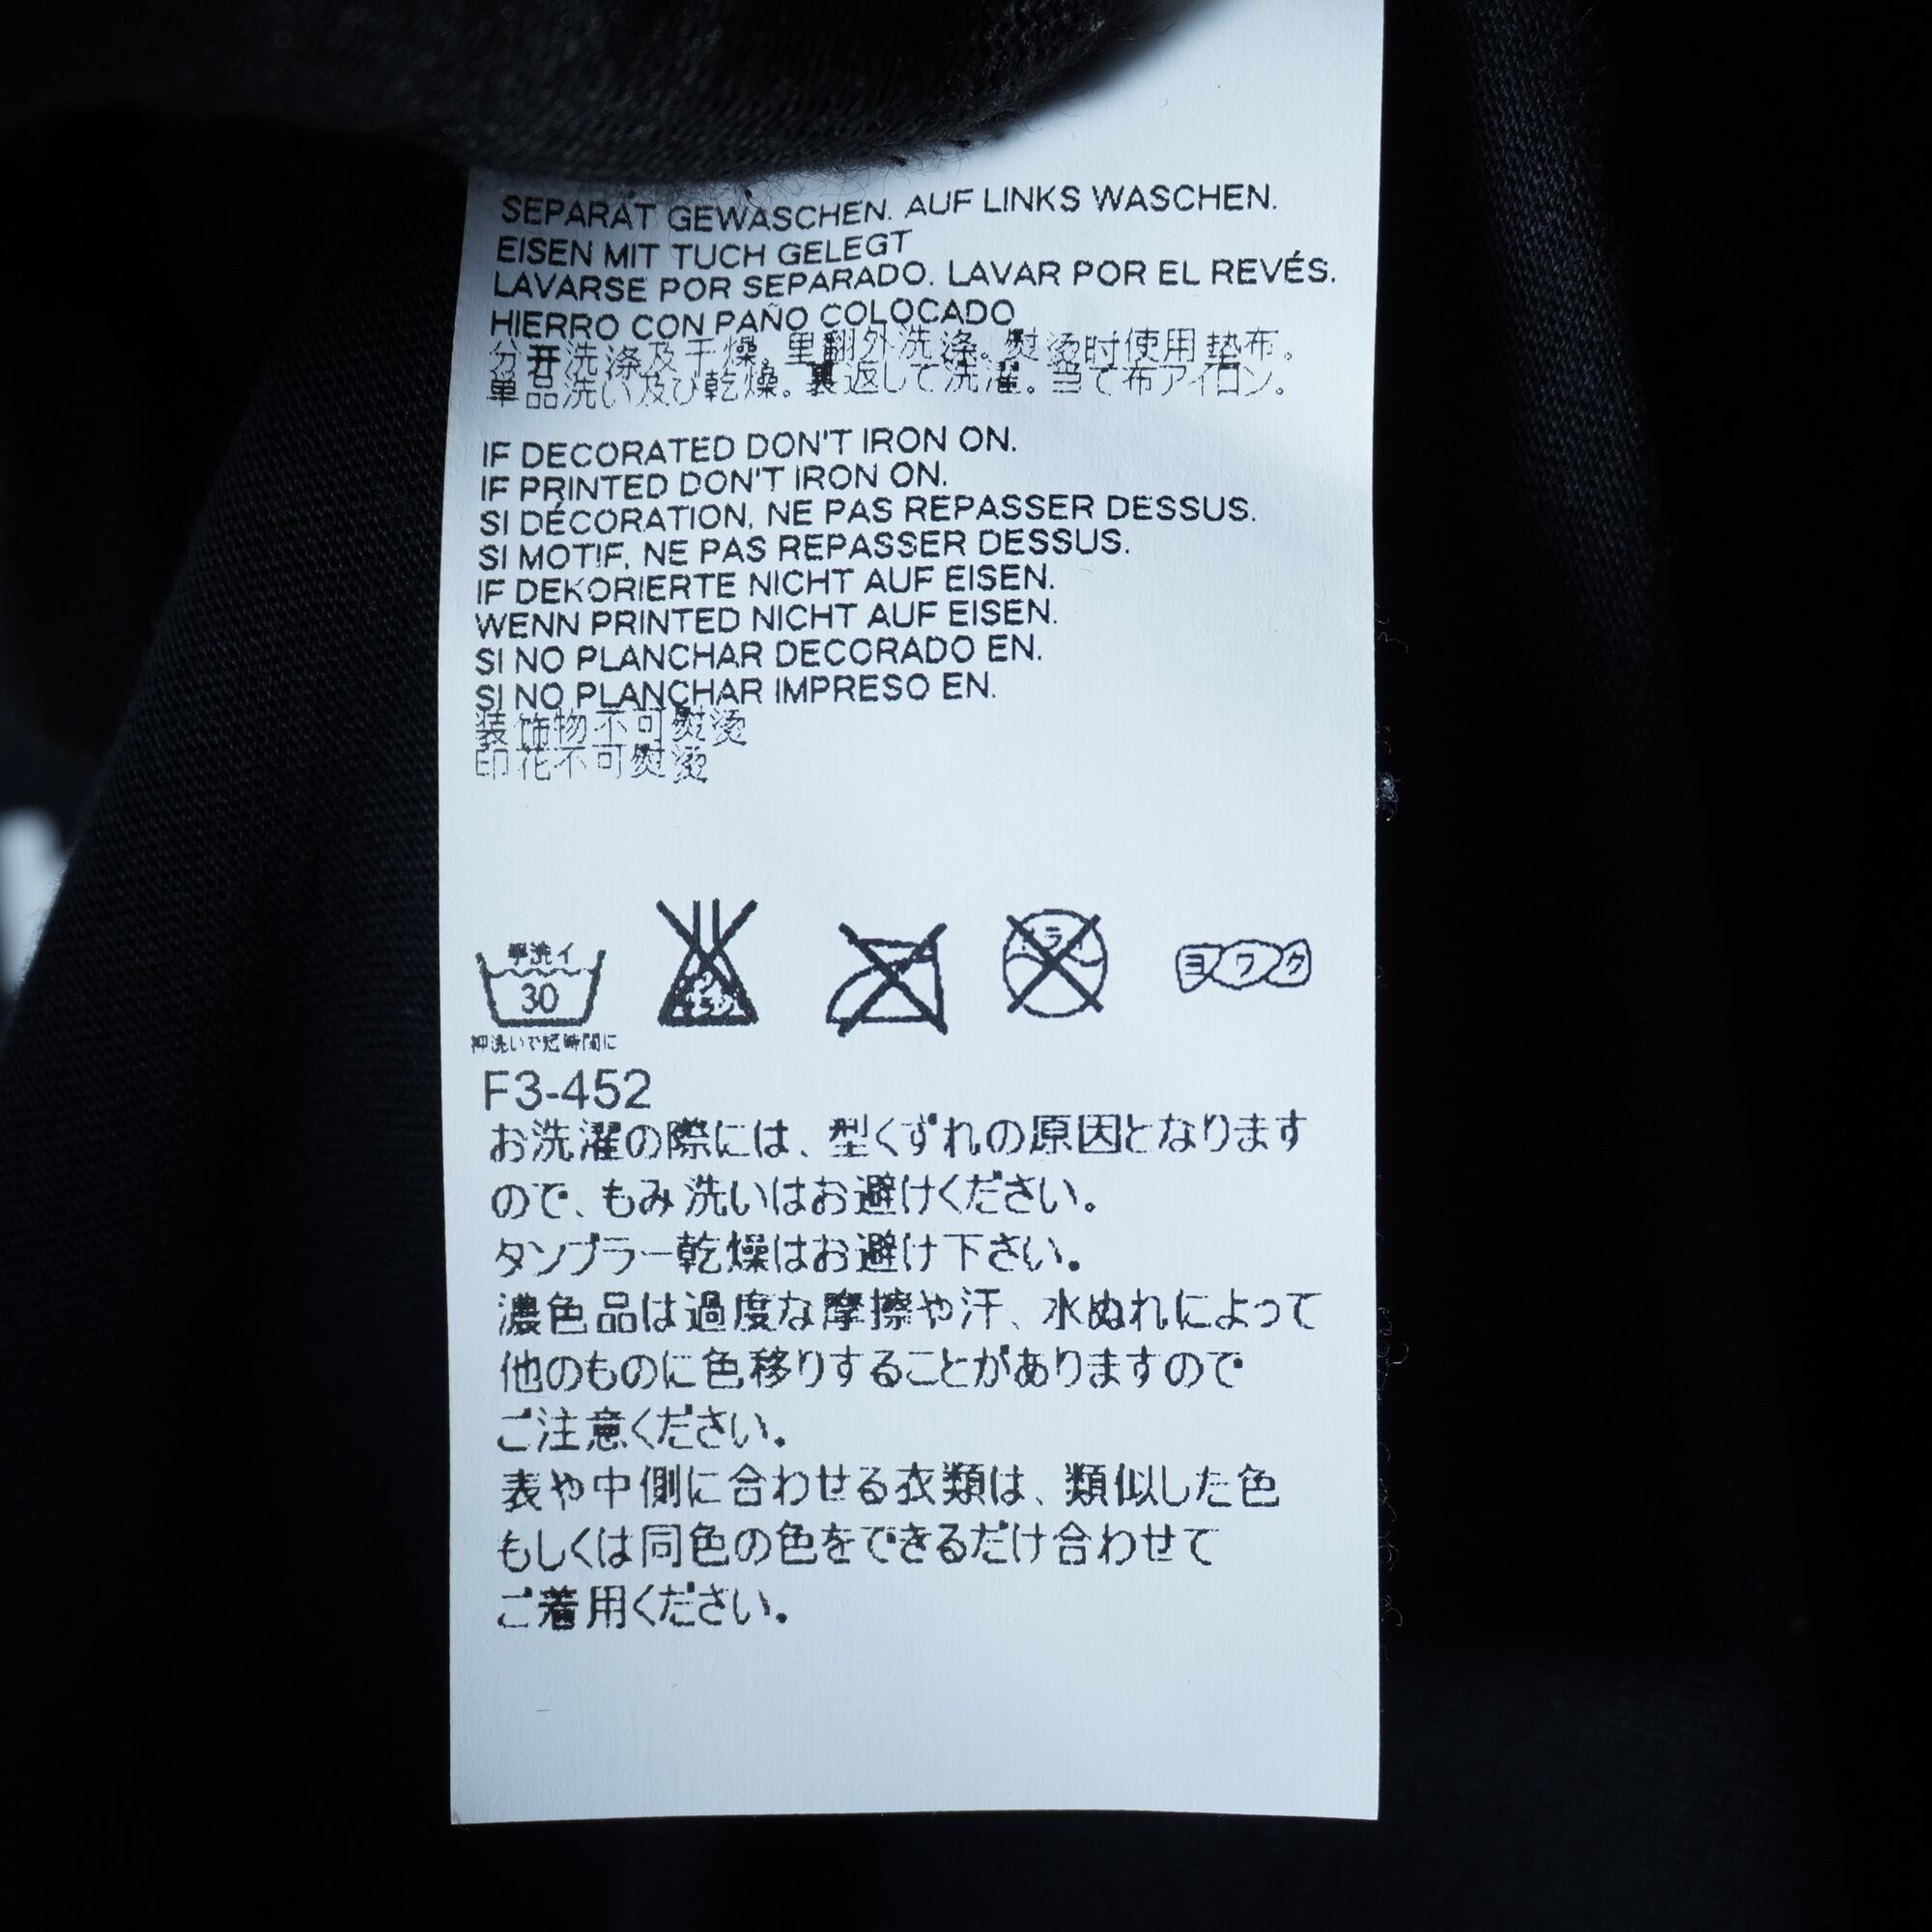 SEPARAT GEWASCHEN. AUF LINKS WASCHEN.
EISEN MIT TUCH GELEGT
LAVARSE POR SEPARADO. LAVAR POR EL REVÉS.
HIERRO CON PAÑO COLOCADO
分开洗涤及干燥。里翻外洗涤。熨烫时使用垫布。
単品洗い及び乾燥。裏返して洗濯。当て布アイロン。
IF DECORATED DON'T IRON ON.
IF PRINTED DON'T IRON ON.
SI DÉCORATION, NE PAS REPASSER DESSUS.
SI MOTIF, NE PAS REPASSER DESSUS.
IF DEKORIERTE NICHT AUF EISEN.
WENN PRINTED NICHT AUF EISEN.
SI NO PLANCHAR DECORADO EN.
SI NO PLANCHAR IMPRESO EN.
装饰物不可熨烫
印花不可熨烫
手洗イ
30
ヨワク
押洗いで短時間に
F3-452
お洗濯の際には、型くずれの原因となります
ので、もみ洗いはお避けください。
タンブラー乾燥はお避け下さい。
濃色品は過度な摩擦や汗、水ぬれによって
他のものに色移りすることがありますので
ご注意ください。
表や中側に合わせる衣類は、類似した色
もしくは同色の色をできるだけ合わせて
ご着用ください。